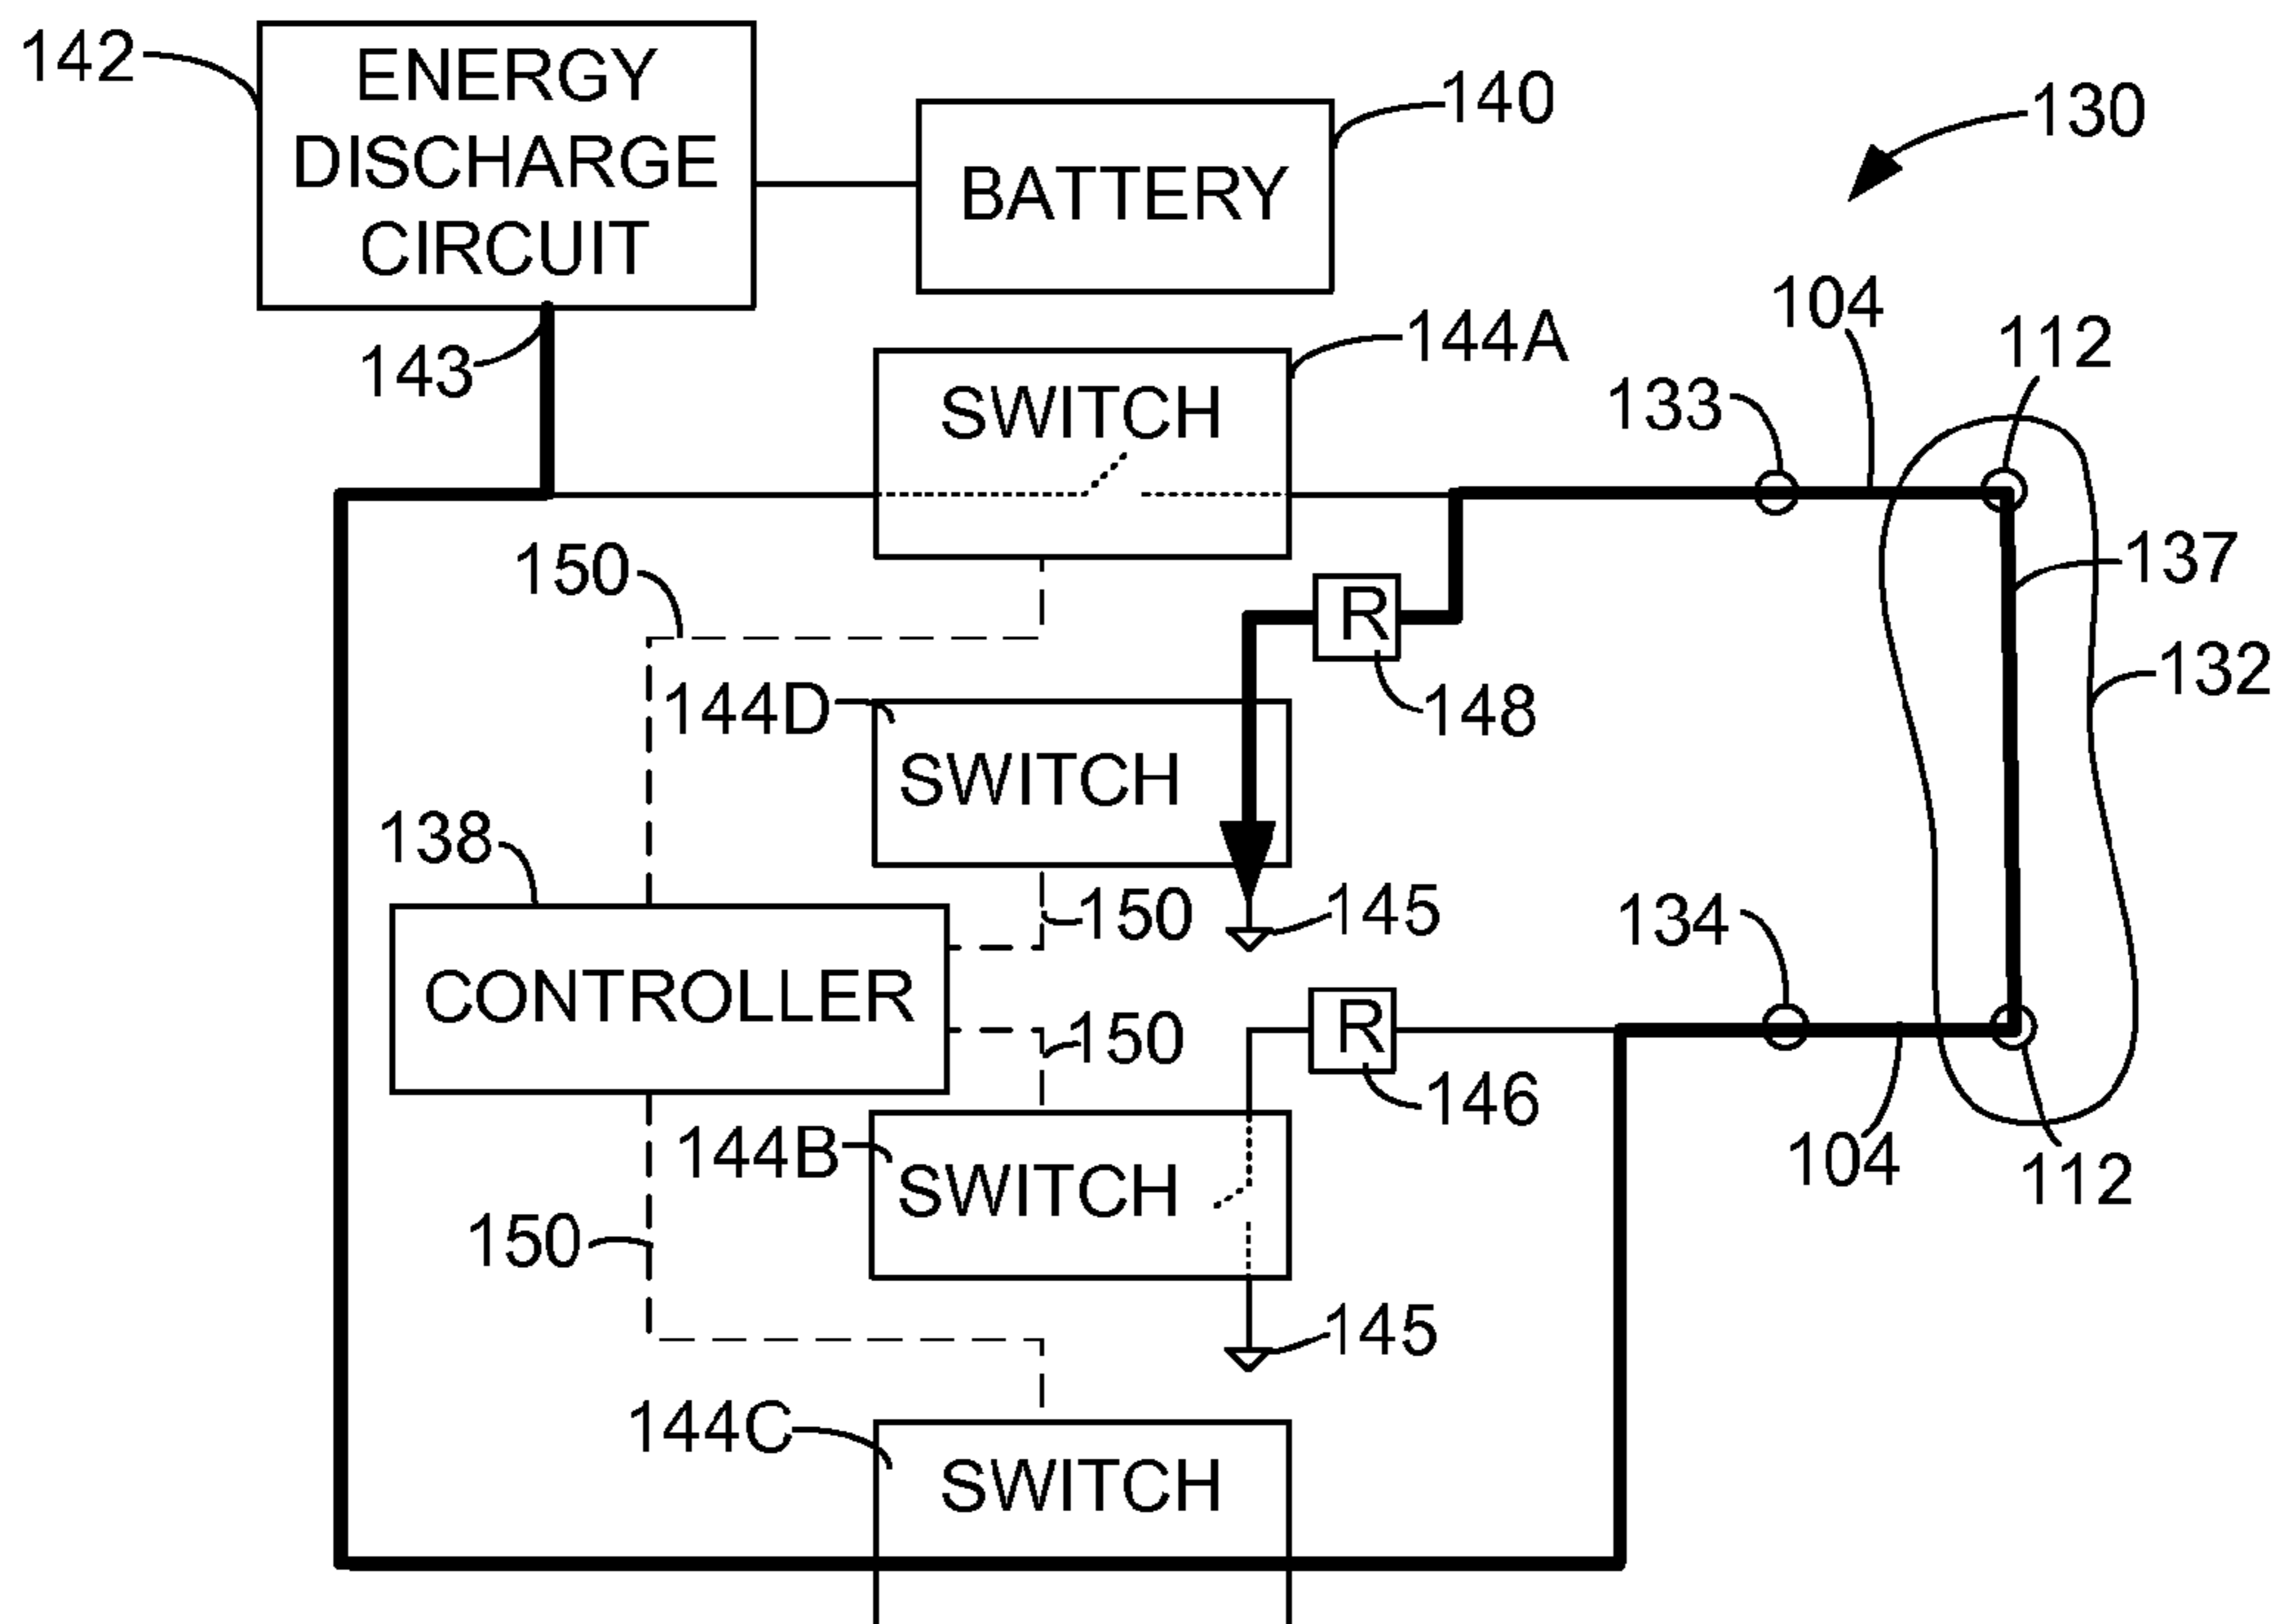 142
ENERGY
DISCHARGE
CIRCUIT
140
BATTERY
130
143
144A
SWITCH
104
112
133
150
137
R
148
132
144D
SWITCH
138
150
145
134
CONTROLLER
150
R
146
144B
SWITCH
104
112
150
145
144C
SWITCH